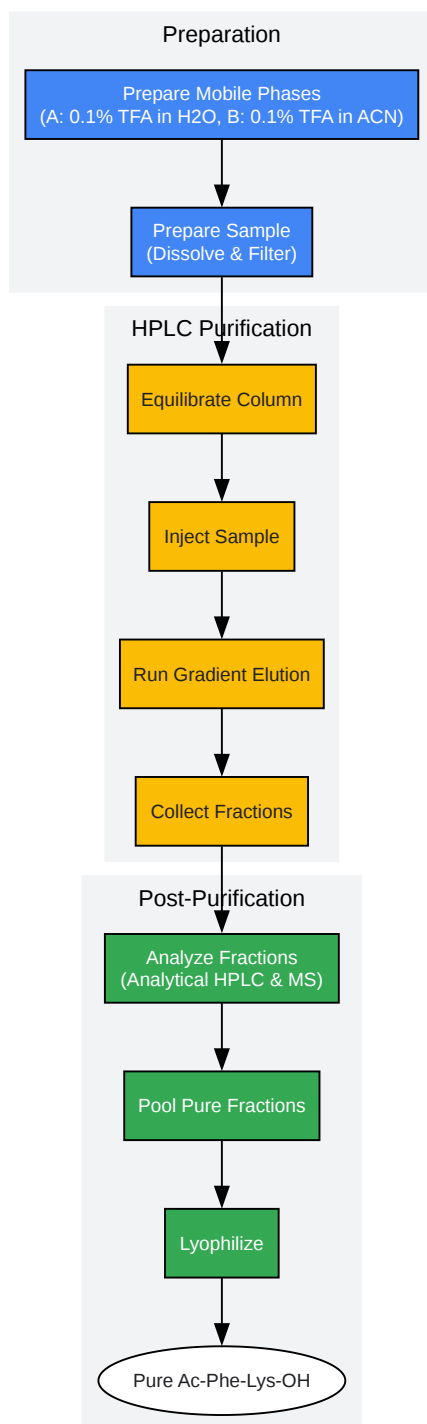 Preparation
Prepare Mobile Phases
(A: 0.1% TFA in H2O, B: 0.1% TFA in ACN)
Prepare Sample
(Dissolve & Filter)
HPLC Purification
Equilibrate Column
Inject Sample
Run Gradient Elution
Collect Fractions
Post-Purification
Analyze Fractions
(Analytical HPLC & MS)
Pool Pure Fractions
Lyophilize
Pure Ac-Phe-Lys-OH